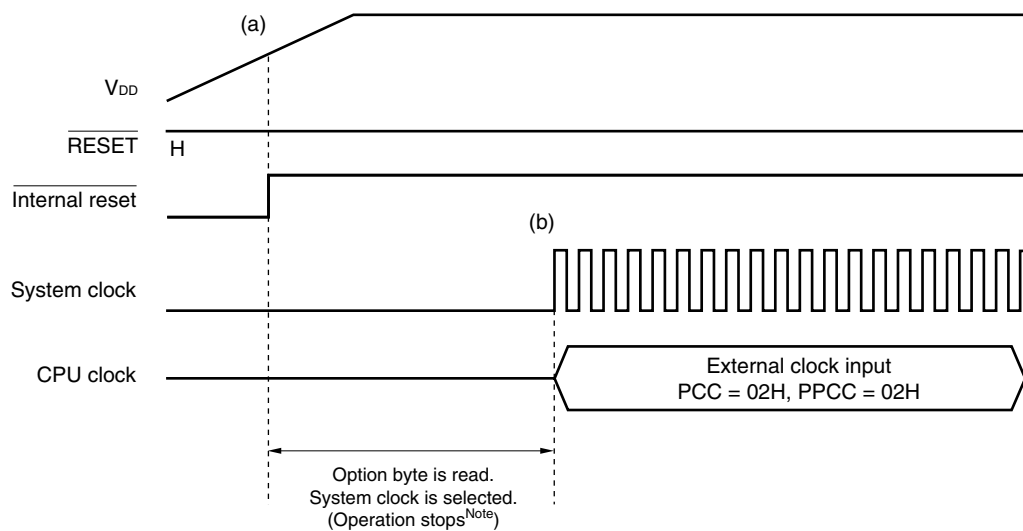 (a)
VDD
RESET
H
Internal reset
(b)
System clock
CPU clock
External clock input
PCC = 02H, PPCC = 02H
Option byte is read.
System clock is selected.
(Operation stopsNote)